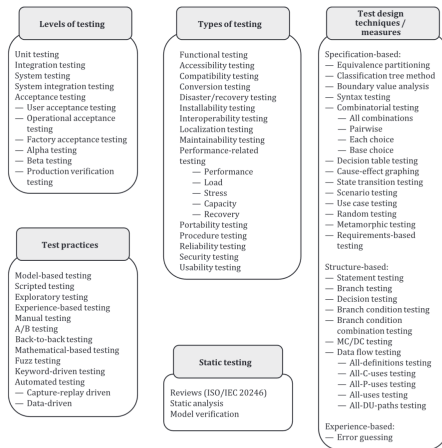 Levels of testing
Unit testing
Integration testing
System testing
System integration testing
Acceptance testing
— User acceptance testing
— Operational acceptance
testing
— Factory acceptance testing
— Alpha testing
— Beta testing
— Production verification
testing
Test practices
Model-based testing
Scripted testing
Exploratory testing
Experience-based testing
Manual testing
A/B testing
Back-to-back testing
Mathematical-based testing
Fuzz testing
Keyword-driven testing
Automated testing
— Capture-replay driven
— Data-driven
Types of testing
Functional testing
Accessibility testing
Compatibility testing
Conversion testing
Disaster/recovery testing
Installability testing
Interoperability testing
Localization testing
Maintainability testing
Performance-related
testing
— Performance
— Load
— Stress
— Capacity
— Recovery
Portability testing
Procedure testing
Reliability testing
Security testing
Usability testing
Static testing
Reviews (ISO/IEC 20246)
Static analysis
Model verification
Test design
techniques /
measures
Specification-based:
— Equivalence partitioning
— Classification tree method
— Boundary value analysis
— Syntax testing
— Combinatorial testing
— All combinations
— Pairwise
— Each choice
— Base choice
— Decision table testing
— Cause-effect graphing
— State transition testing
— Scenario testing
— Use case testing
— Random testing
— Metamorphic testing
— Requirements-based
testing
Structure-based:
— Statement testing
— Branch testing
— Decision testing
— Branch condition testing
— Branch condition
combination testing
— MC/DC testing
— Data flow testing
— All-definitions testing
— All-C-uses testing
— All-P-uses testing
— All-uses testing
— All-DU-paths testing
Experience-based:
— Error guessing